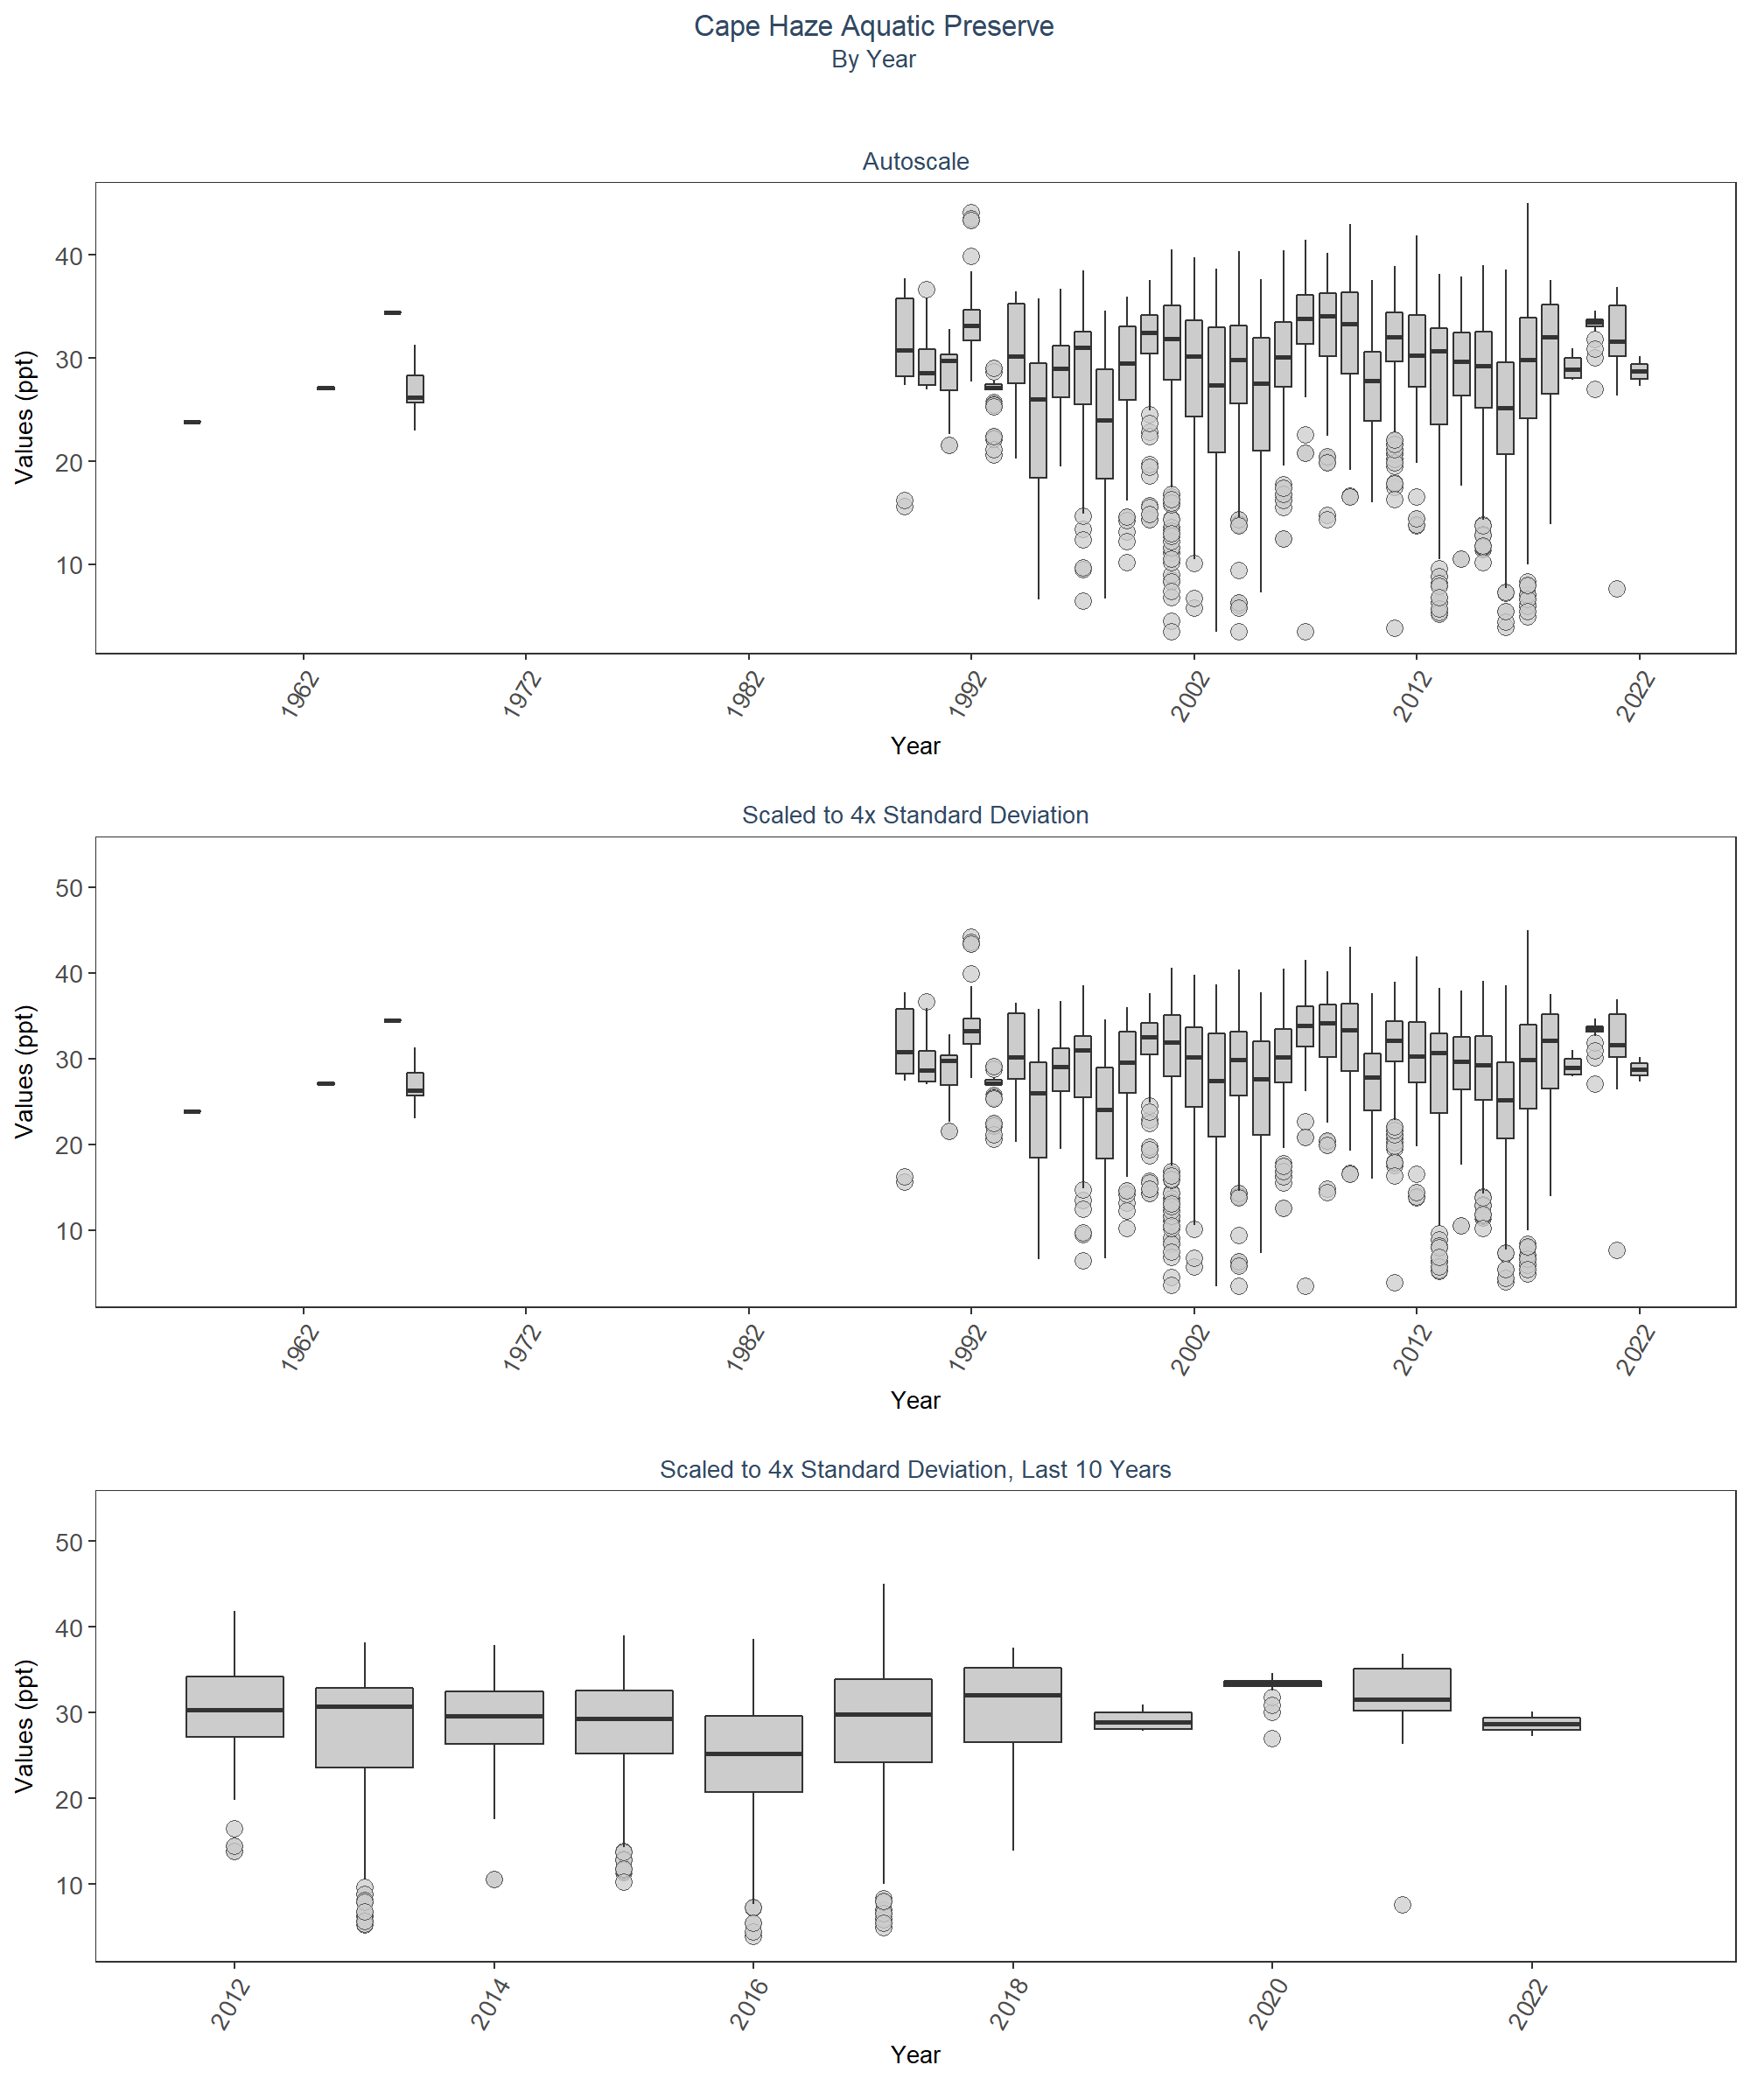 Cape Haze Aquatic Preserve
By Year
Autoscale
Values (ppt)
40
30
20
10
1962 1972 1982 1992 2002 2012 2022
Year
Scaled to 4x Standard Deviation
Values (ppt)
50
40
30
20
10
1962 1972 1982 1992 2002 2012 2022
Year
Scaled to 4x Standard Deviation, Last 10 Years
Values (ppt)
50
40
30
20
10
2012 2014 2016 2018 2020 2022
Year